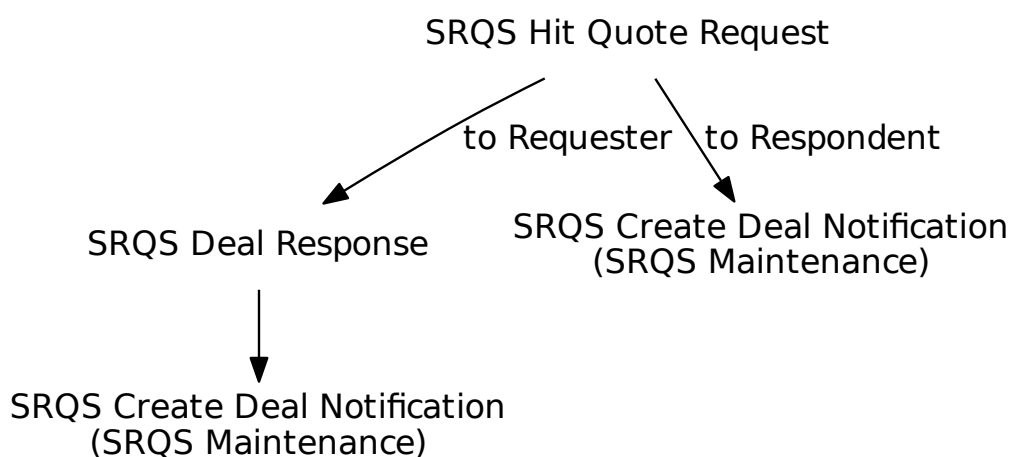 SRQS Hit Quote Request
to Requester
to Respondent
SRQS Deal Response
SRQS Create Deal Notification
(SRQS Maintenance)
SRQS Create Deal Notification
(SRQS Maintenance)